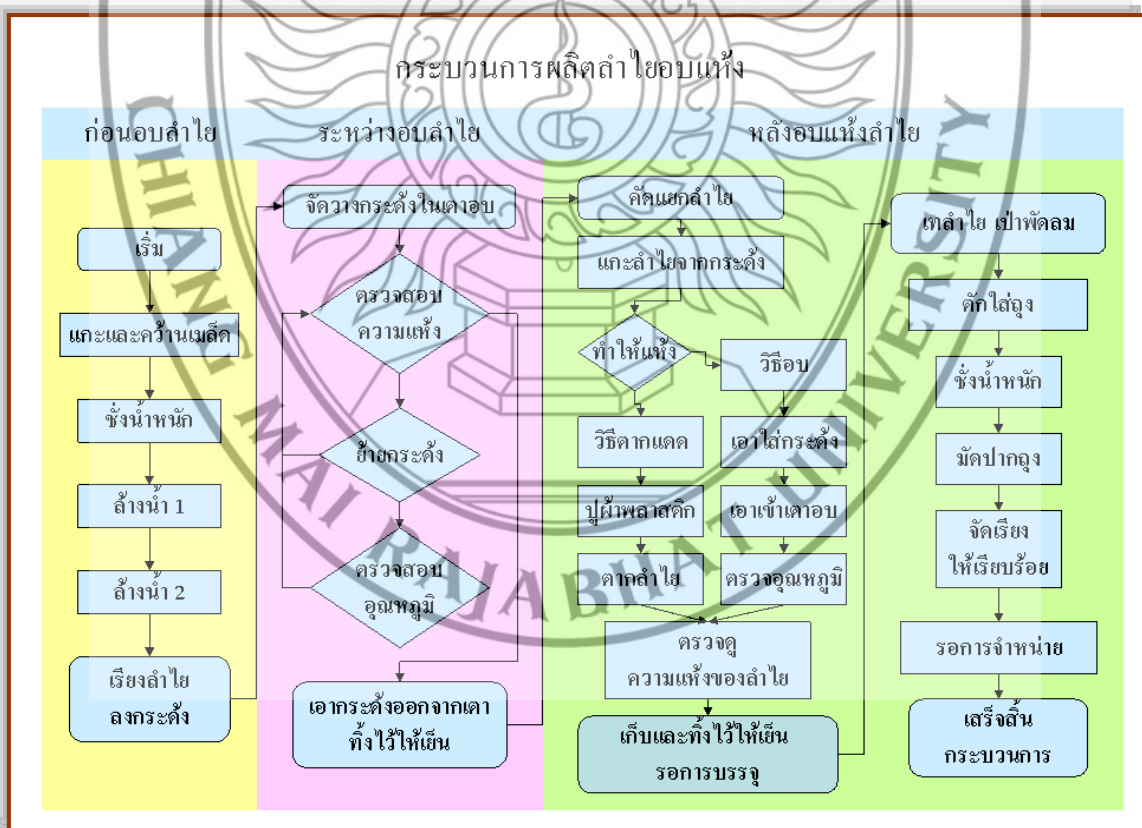 กระบวนการผลิตลำไยอบแห้ง
ก่อนอบลำไย
ระหว่างอบลำไย
หลังอบแห้งลำไย
เริ่ม
แกะและคว้านเมล็ด
ชั่งน้ำหนัก
ล้างน้ำ 1
ล้างน้ำ 2
เรียงลำไย
ลงกระด้ง
จัดวางกระด้งในเตาอบ
ตรวจสอบ
ความแห้ง
ย้ายกระด้ง
ตรวจสอบ
อุณหภูมิ
เอากระด้งออกจากเตา
ทิ้งไว้ให้เย็น
คัดแยกลำไย
แกะลำไยจากกระด้ง
ทำให้แห้ง
วิธีตากแดด
ปูผ้าพลาสติก
ตากลำไย
วิธีอบ
เอาใส่กระด้ง
เอาเข้าเตาอบ
ตรวจอุณหภูมิ
ตรวจดู
ความแห้งของลำไย
เก็บและทิ้งไว้ให้เย็น
รอการบรรจุ
เทลำไย เป่าพัดลม
ตักใส่ถุง
ชั่งน้ำหนัก
มัดปากถุง
จัดเรียง
ให้เรียบร้อย
รอการจำหน่าย
เสร็จสิ้น
กระบวนการ
CHIANG MAI RAJABHAT UNIVERSITY